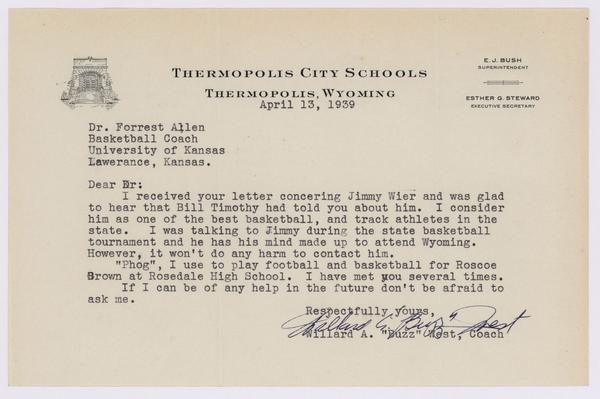 THERMOPOLIS CITY SCHOOLS
THERMOPOLIS, WYOMING
E. J. BUSH
SUPERINTENDENT
ESTHER G. STEWARD
EXECUTIVE SECRETARY
April 13, 1939
Dr. Forrest Allen
Basketball Coach
University of Kansas
Lawerance, Kansas.
Dear Dr:
I received your letter concering Jimmy Wier and was glad
to hear that Bill Timothy had told you about him. I consider
him as one of the best basketball, and track athletes in the
state. I was talking to Jimmy during the state basketball
tournament and he has his mind made up to attend Wyoming.
However, it won't do any harm to contact him.
"Phog", I use to play football and basketball for Roscoe
Brown at Rosedale High School. I have met you several times.
If I can be of any help in the future don't be afraid to
ask me.
Respectfully yours,
Willard A. "Buzz" West
Willard A. "Buzz" West, Coach